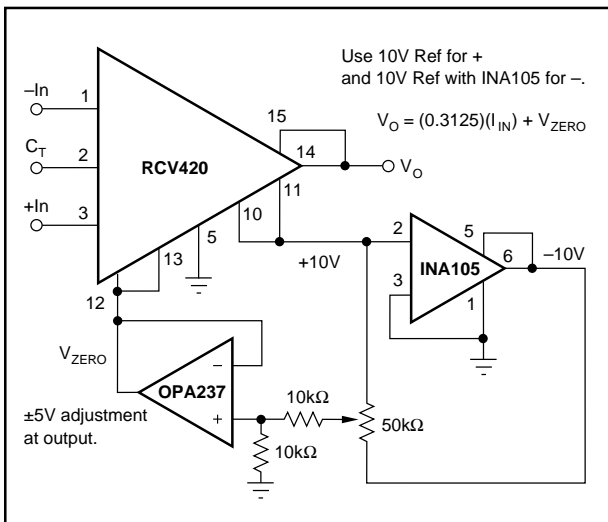 Use 10V Ref for +
and 10V Ref with INA105 for –.
V_O = (0.3125)(I_IN) + V_ZERO
–In
1
C_T
2
+In
3
RCV420
15
14
V_O
11
10
5
13
12
+10V
2
3
INA105
5
6
1
–10V
V_ZERO
–
+
OPA237
±5V adjustment
at output.
10kΩ
10kΩ
50kΩ